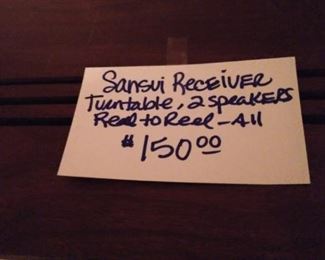 Sansui Receiver
Turntable, 2 speakers
Reel to Reel - All
$150.00